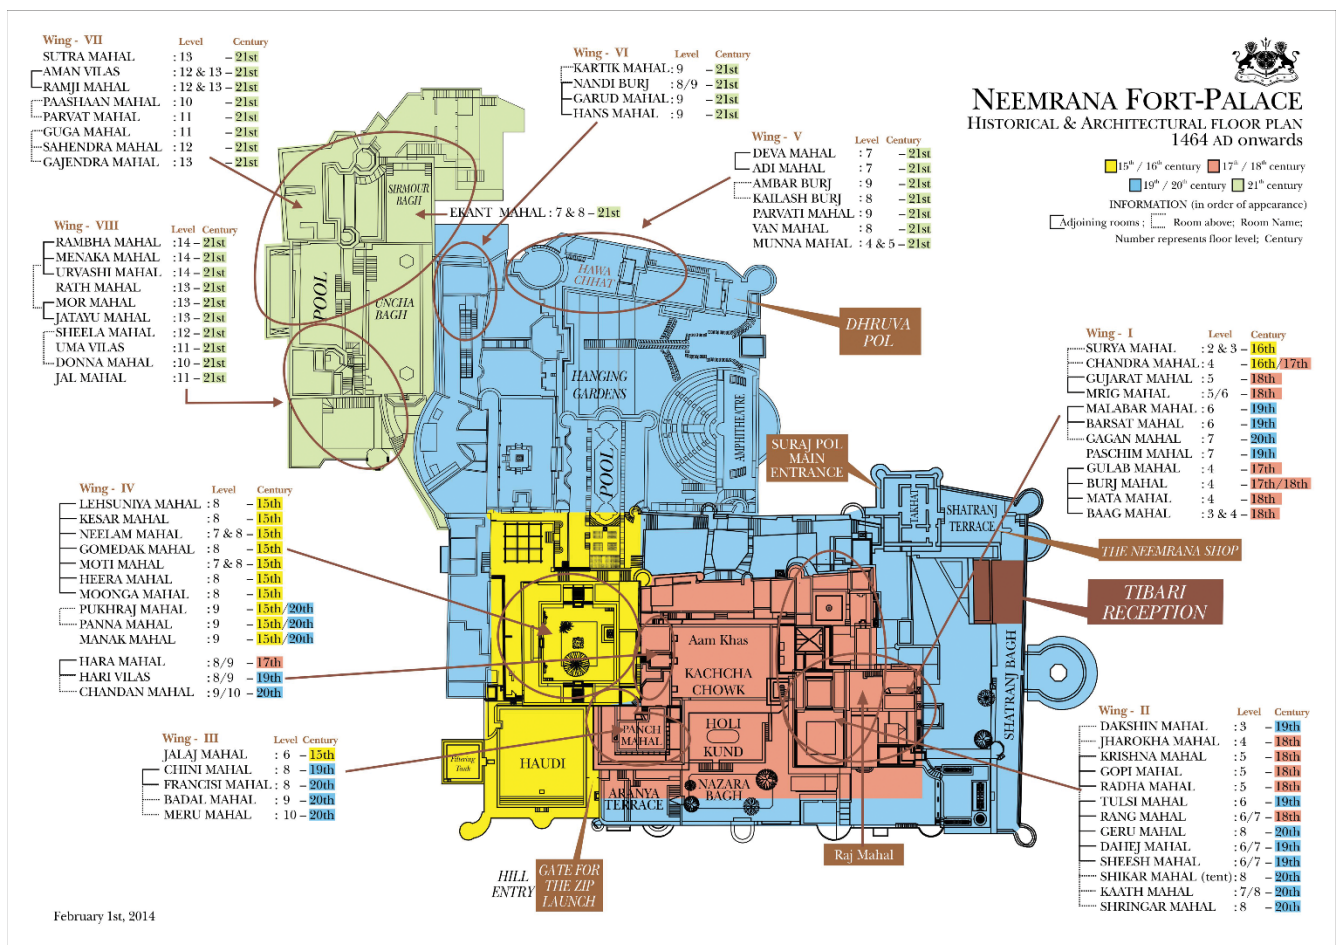 NEEMRANA FORT-PALACE
HISTORICAL & ARCHITECTURAL FLOOR PLAN
1464 AD onwards
15th / 16th century
17th / 18th century
19th / 20th century
21th century
INFORMATION (in order of appearance)
Adjoining rooms ; Room above; Room Name;
Number represents floor level; Century
Wing - VII Level Century
SUTRA MAHAL : 13 – 21st
AMAN VILAS : 12 & 13 – 21st
RAMJI MAHAL : 12 & 13 – 21st
PAASHAAN MAHAL : 10 – 21st
PARVAT MAHAL : 11 – 21st
GUGA MAHAL : 11 – 21st
SAHENDRA MAHAL : 12 – 21st
GAJENDRA MAHAL : 13 – 21st
Wing - VI Level Century
KARTIK MAHAL : 9 – 21st
NANDI BURJ : 8/9 – 21st
GARUD MAHAL : 9 – 21st
HANS MAHAL : 9 – 21st
Wing - V Level Century
DEVA MAHAL : 7 – 21st
ADI MAHAL : 7 – 21st
AMBAR BURJ : 9 – 21st
KAILASH BURJ : 8 – 21st
PARVATI MAHAL : 9 – 21st
VAN MAHAL : 8 – 21st
MUNNA MAHAL : 4 & 5 – 21st
EKANT MAHAL : 7 & 8 – 21st
Wing - VIII Level Century
RAMBHA MAHAL : 14 – 21st
MENAKA MAHAL : 14 – 21st
URVASHI MAHAL : 14 – 21st
RATH MAHAL : 13 – 21st
MOR MAHAL : 13 – 21st
JATAYU MAHAL : 13 – 21st
SHEELA MAHAL : 12 – 21st
UMA VILAS : 11 – 21st
DONNA MAHAL : 10 – 21st
JAL MAHAL : 11 – 21st
SIRMOUR
BAGH
POOL
UNCHA
BAGH
HAWA
CHHAT
DHRUVA
POL
HANGING
GARDENS
AMPHITHEATRE
POOL
SURAJ POL
MAIN
ENTRANCE
TAKHAT
SHATRANJ
TERRACE
THE NEEMRANA SHOP
TIBARI
RECEPTION
SHATRANJ BAGH
Wing - I Level Century
SURYA MAHAL : 2 & 3 – 16th
CHANDRA MAHAL : 4 – 16th/17th
GUJARAT MAHAL : 5 – 18th
MRIG MAHAL : 5/6 – 18th
MALABAR MAHAL : 6 – 19th
BARSAT MAHAL : 6 – 19th
GAGAN MAHAL : 7 – 20th
PASCHIM MAHAL : 7 – 19th
GULAB MAHAL : 4 – 17th
BURJ MAHAL : 4 – 17th/18th
MATA MAHAL : 4 – 18th
BAAG MAHAL : 3 & 4 – 18th
Wing - IV Level Century
LEHSUNIYA MAHAL : 8 – 15th
KESAR MAHAL : 8 – 15th
NEELAM MAHAL : 7 & 8 – 15th
GOMEDAK MAHAL : 8 – 15th
MOTI MAHAL : 7 & 8 – 15th
HEERA MAHAL : 8 – 15th
MOONGA MAHAL : 8 – 15th
PUKHRAJ MAHAL : 9 – 15th/20th
PANNA MAHAL : 9 – 15th/20th
MANAK MAHAL : 9 – 15th/20th
HARA MAHAL : 8/9 – 17th
HARI VILAS : 8/9 – 19th
CHANDAN MAHAL : 9/10 – 20th
Wing - III Level Century
JALAJ MAHAL : 6 – 15th
CHINI MAHAL : 8 – 19th
FRANCISI MAHAL : 8 – 20th
BADAL MAHAL : 9 – 20th
MERU MAHAL : 10 – 20th
Aam Khas
KACHCHA
CHOWK
PANCH
MAHAL
HOLI
KUND
HAUDI
Filtering
Tank
ARANYA
TERRACE
NAZARA
BAGH
Raj Mahal
HILL
ENTRY
GATE FOR
THE ZIP
LAUNCH
Wing - II Level Century
DAKSHIN MAHAL : 3 – 19th
JHAROKHA MAHAL : 4 – 18th
KRISHNA MAHAL : 5 – 18th
GOPI MAHAL : 5 – 18th
RADHA MAHAL : 5 – 18th
TULSI MAHAL : 6 – 19th
RANG MAHAL : 6/7 – 18th
GERU MAHAL : 8 – 20th
DAHEJ MAHAL : 6/7 – 19th
SHEESH MAHAL : 6/7 – 19th
SHIKAR MAHAL (tent) : 8 – 20th
KAATH MAHAL : 7/8 – 20th
SHRINGAR MAHAL : 8 – 20th
February 1st, 2014